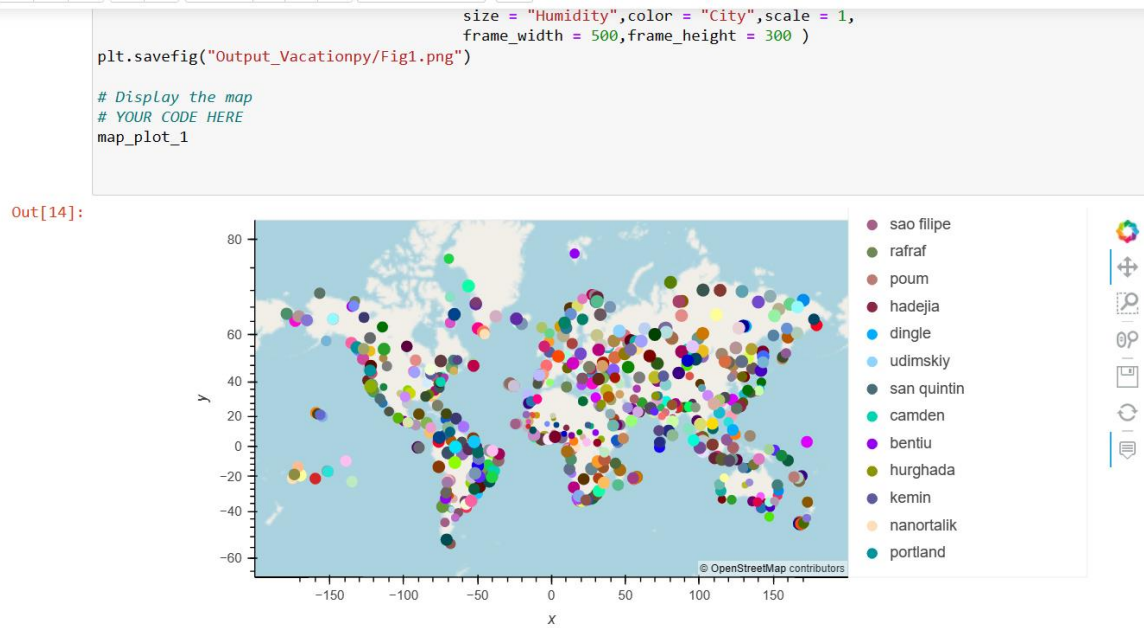 size = "Humidity",color = "City",scale = 1,
frame_width = 500,frame_height = 300 )
plt.savefig("Output_Vacationpy/Fig1.png")
# Display the map
# YOUR CODE HERE
map_plot_1
Out[14]:
80
60
40
20
0
−20
−40
−60
y
−150
−100
−50
0
50
100
150
x
© OpenStreetMap contributors
sao filipe
rafraf
poum
hadejia
dingle
udimskiy
san quintin
camden
bentiu
hurghada
kemin
nanortalik
portland